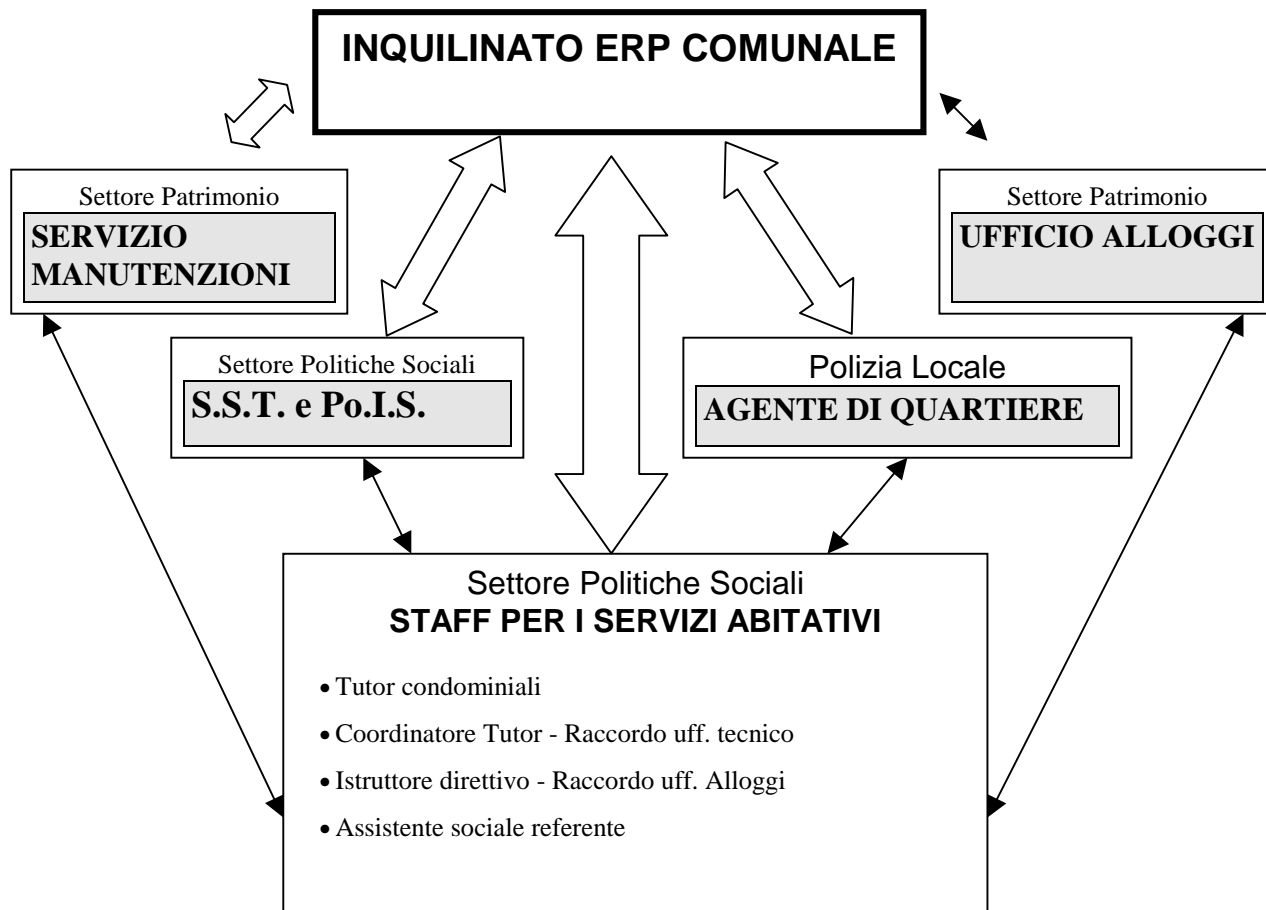 INQUILINATO ERP COMUNALE
Settore Patrimonio
SERVIZIO
MANUTENZIONI
Settore Patrimonio
UFFICIO ALLOGGI
Settore Politiche Sociali
S.S.T. e Po.I.S.
Polizia Locale
AGENTE DI QUARTIERE
Settore Politiche Sociali
STAFF PER I SERVIZI ABITATIVI
• Tutor condominiali
• Coordinatore Tutor - Raccordo uff. tecnico
• Istruttore direttivo - Raccordo uff. Alloggi
• Assistente sociale referente